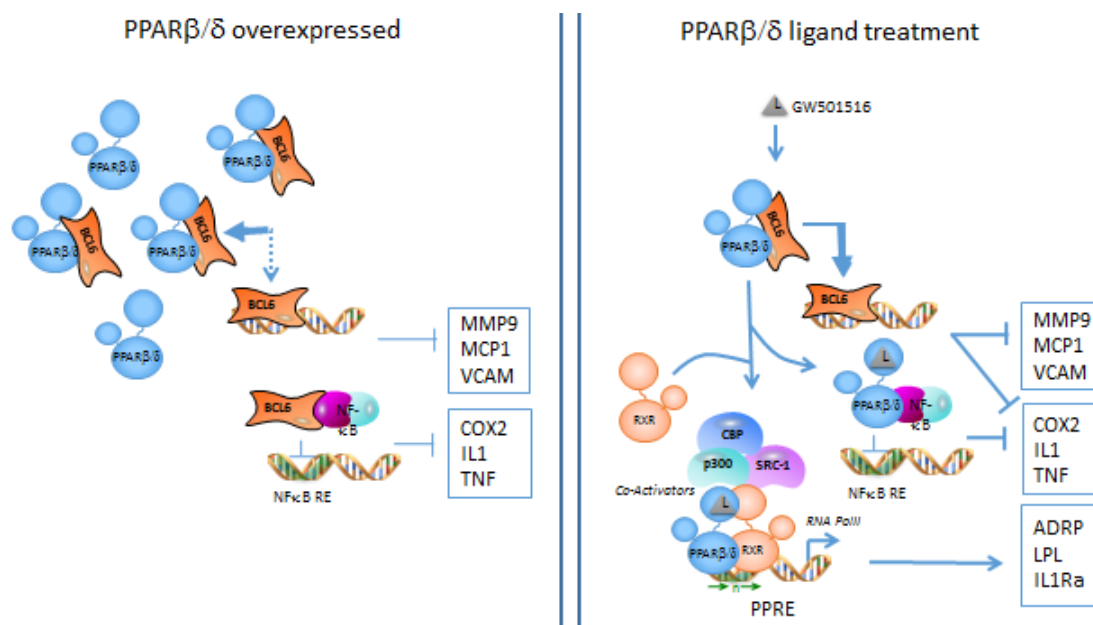 PPARβ/δ overexpressed
PPARβ/δ
BCL6
PPARβ/δ
PPARβ/δ
BCL6
PPARβ/δ
BCL6
BCL6
PPARβ/δ
MMP9
MCP1
VCAM
BCL6
NF-
κB
COX2
IL1
TNF
NFκB RE
PPARβ/δ ligand treatment
L
GW501516
PPARβ/δ
BCL6
BCL6
MMP9
MCP1
VCAM
L
PPARβ/δ
NF-
κB
RXR
COX2
IL1
TNF
NFκB RE
CBP
p300
SRC-1
Co-Activators
L
RNA PolII
PPARβ/δ
RXR
n
PPRE
ADRP
LPL
IL1Ra